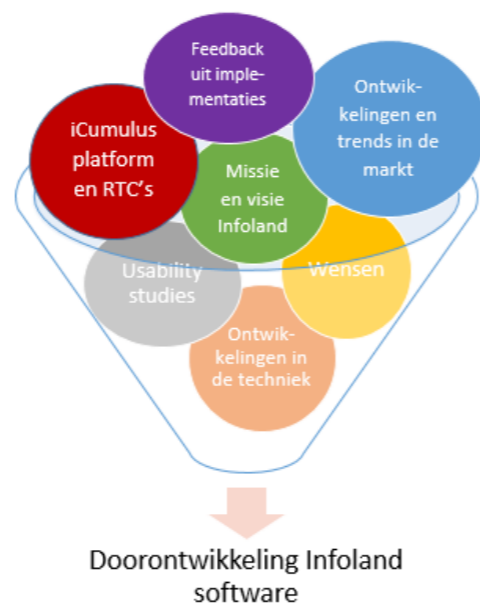 Feedback
uit imple-
mentaties
Ontwik-
kelingen en
trends in de
markt
iCumulus
platform
en RTC's
Missie
en visie
Infoland
Usability
studies
Wensen
Ontwik-
kelingen in
de techniek
Doorontwikkeling Infoland
software